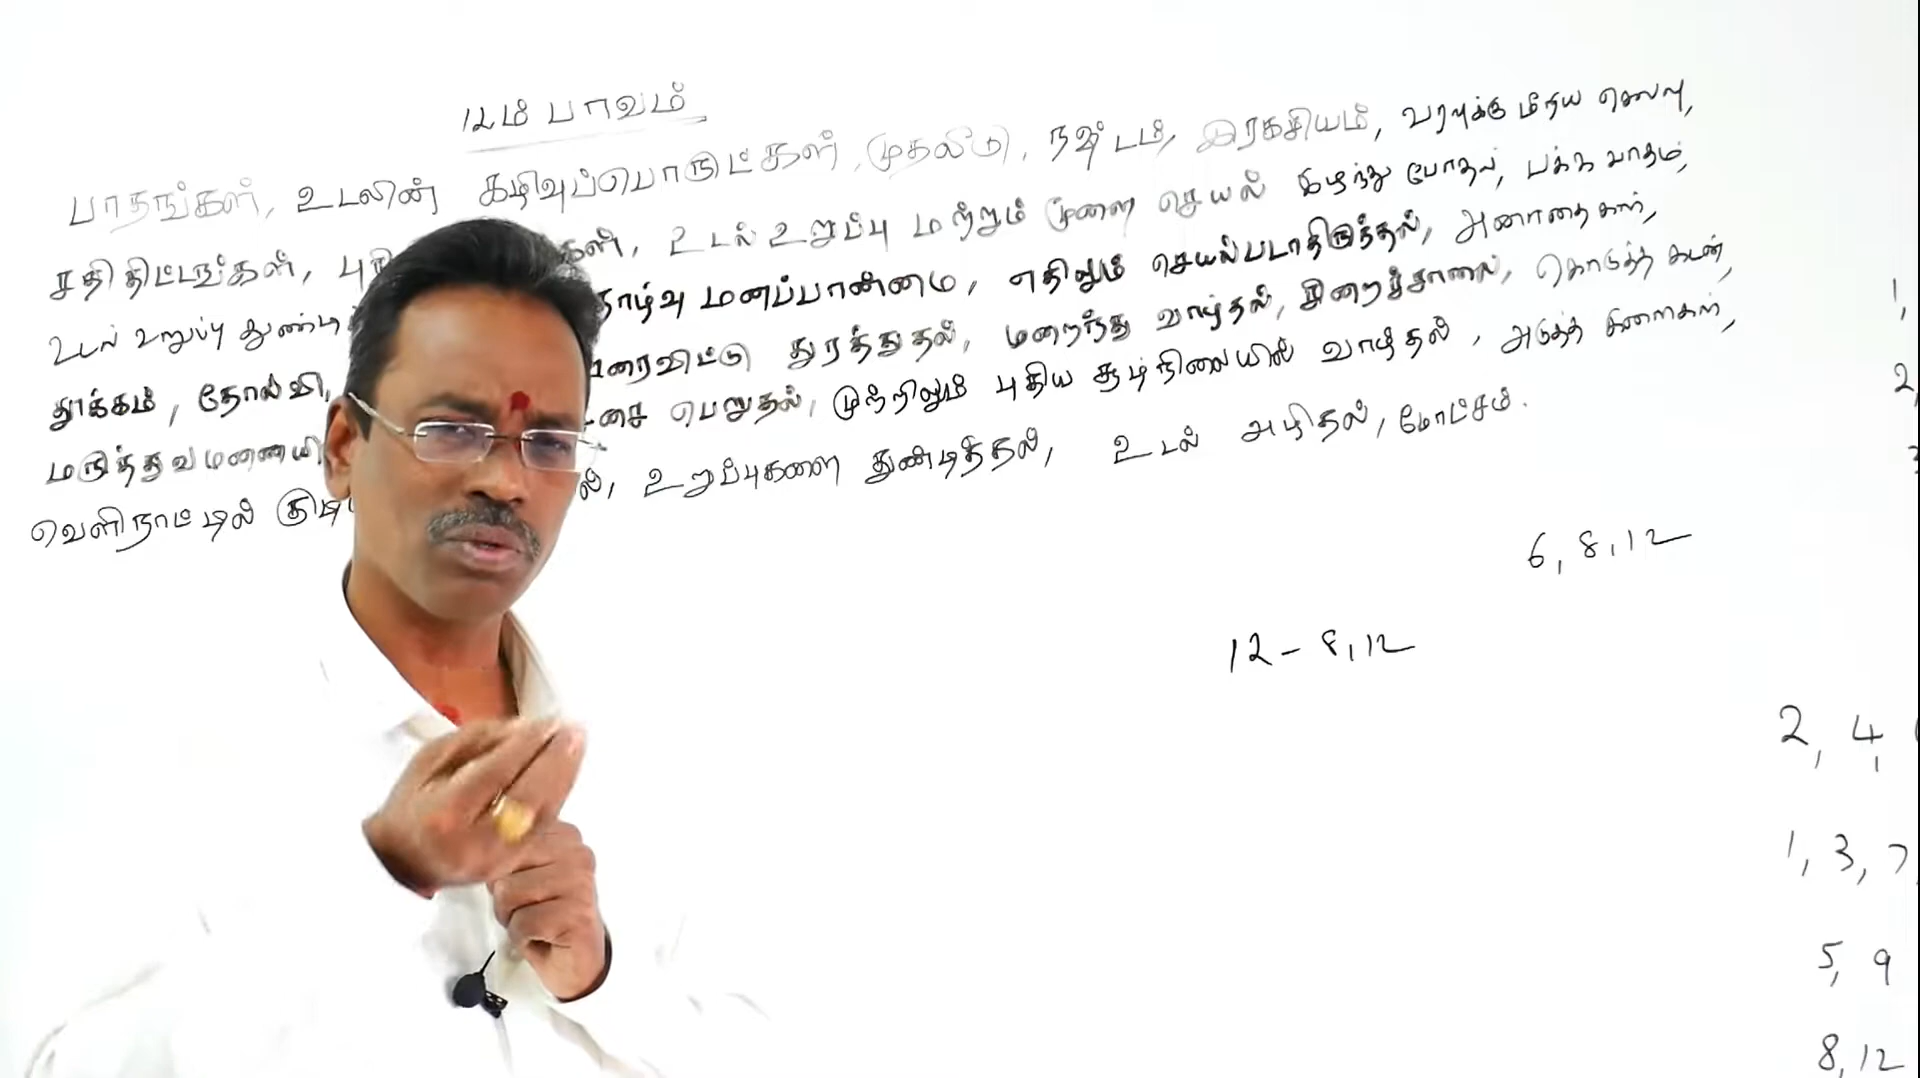 12ம் பாவம்
பாதங்கள், உடலின் கழிவுப்பொருட்கள், முதலீடு, நஷ்டம், இரகசியம், வரவுக்கு மீறிய செலவு,
சதிதிட்டங்கள், கள், உடல் உறுப்பு மற்றும் மூளை செயல் இழந்து போதல், பக்க வாதம்,
உடல் உறுப்பு துண்டி தாழ்வு மனப்பான்மை, எதிலும் செயல்படாதிருத்தல், அனாதைகள்,
தூக்கம், தோல்வி, ரைவிட்டு துரத்துதல், மறைந்து வாழ்தல், சிறைச்சாலை, கொடுத்த கடன்,
மருத்துவமனையி சை பெறுதல், முற்றிலும் புதிய சூழ்நிலையில் வாழ்தல், அடுத்த கிளைகள்,
வெளிநாட்டில் குடி ல், உறுப்புகளை துண்டித்தல், உடல் அழிதல், மோட்சம்.
1,
2,
3
6, 8, 12
12 - 8, 12
2, 4,
1, 3, 7,
5, 9
8, 12